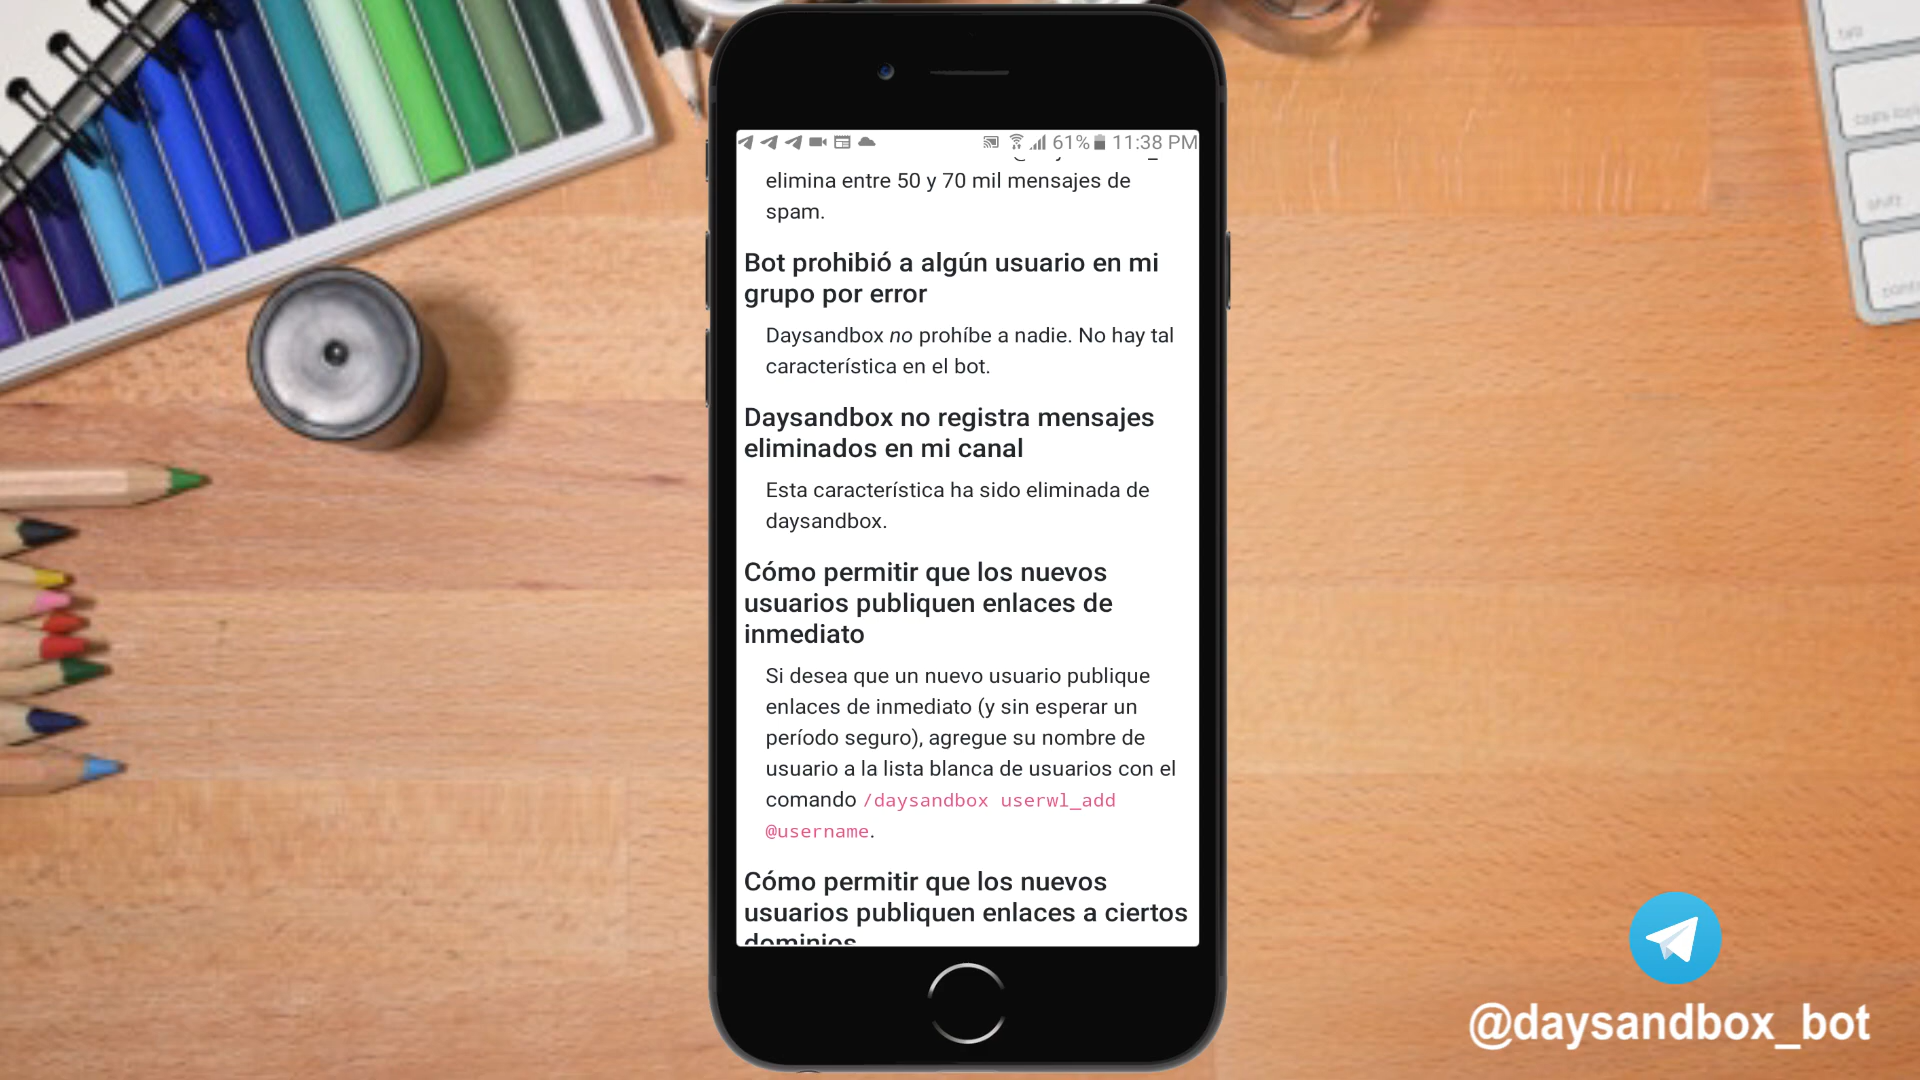 61% 11:38 PM
elimina entre 50 y 70 mil mensajes de
spam.
Bot prohibió a algún usuario en mi
grupo por error
Daysandbox no prohíbe a nadie. No hay tal
característica en el bot.
Daysandbox no registra mensajes
eliminados en mi canal
Esta característica ha sido eliminada de
daysandbox.
Cómo permitir que los nuevos
usuarios publiquen enlaces de
inmediato
Si desea que un nuevo usuario publique
enlaces de inmediato (y sin esperar un
período seguro), agregue su nombre de
usuario a la lista blanca de usuarios con el
comando /daysandbox userwl_add
@username.
Cómo permitir que los nuevos
usuarios publiquen enlaces a ciertos
dominios
@daysandbox_bot